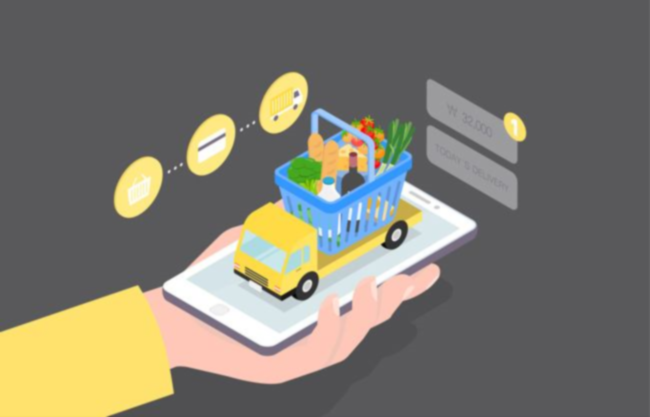 ₩ 32,000
1
TODAY'S DELIVERY